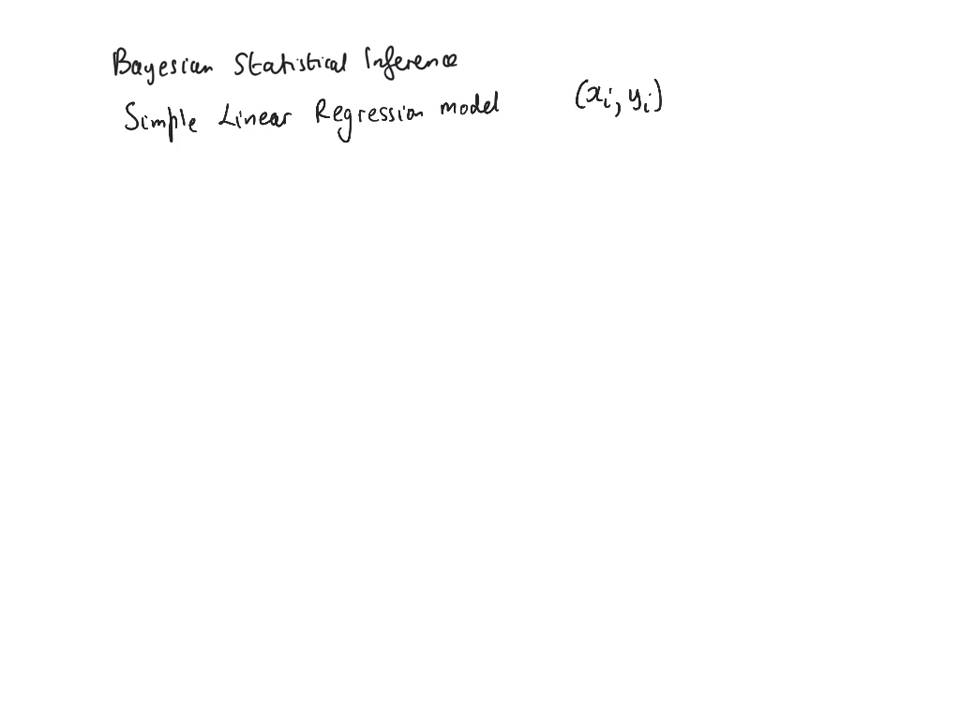 Bayesian Statistical Inference
Simple Linear Regression model (xi, yi)